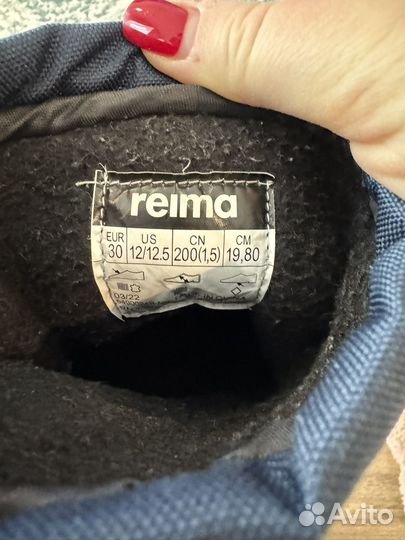 reima
EUR US CN CM
30 12/12.5 200(1,5) 19,80
03/22
Avito